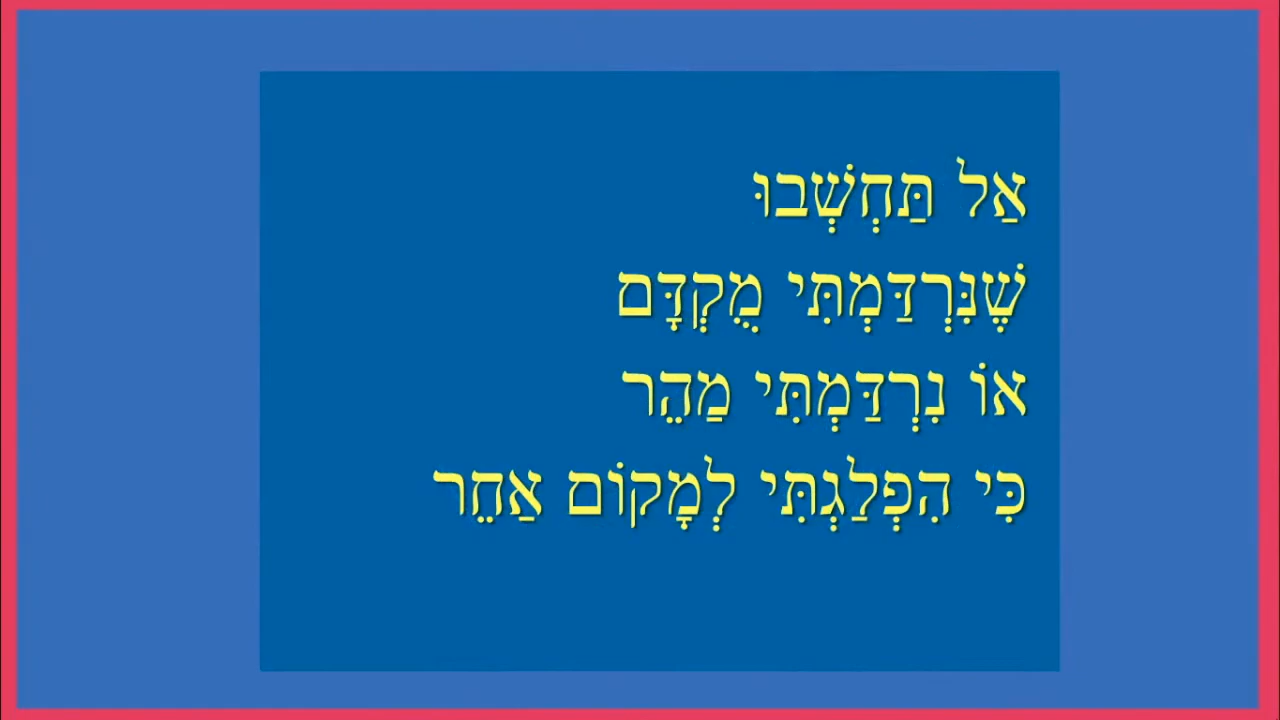 אַל תַּחְשְׁבוּ
שֶׁנִּרְדַּמְתִּי מֻקְדָּם
אוֹ נִרְדַּמְתִּי מַהֵר
כִּי הִפְלַגְתִּי לְמָקוֹם אַחֵר